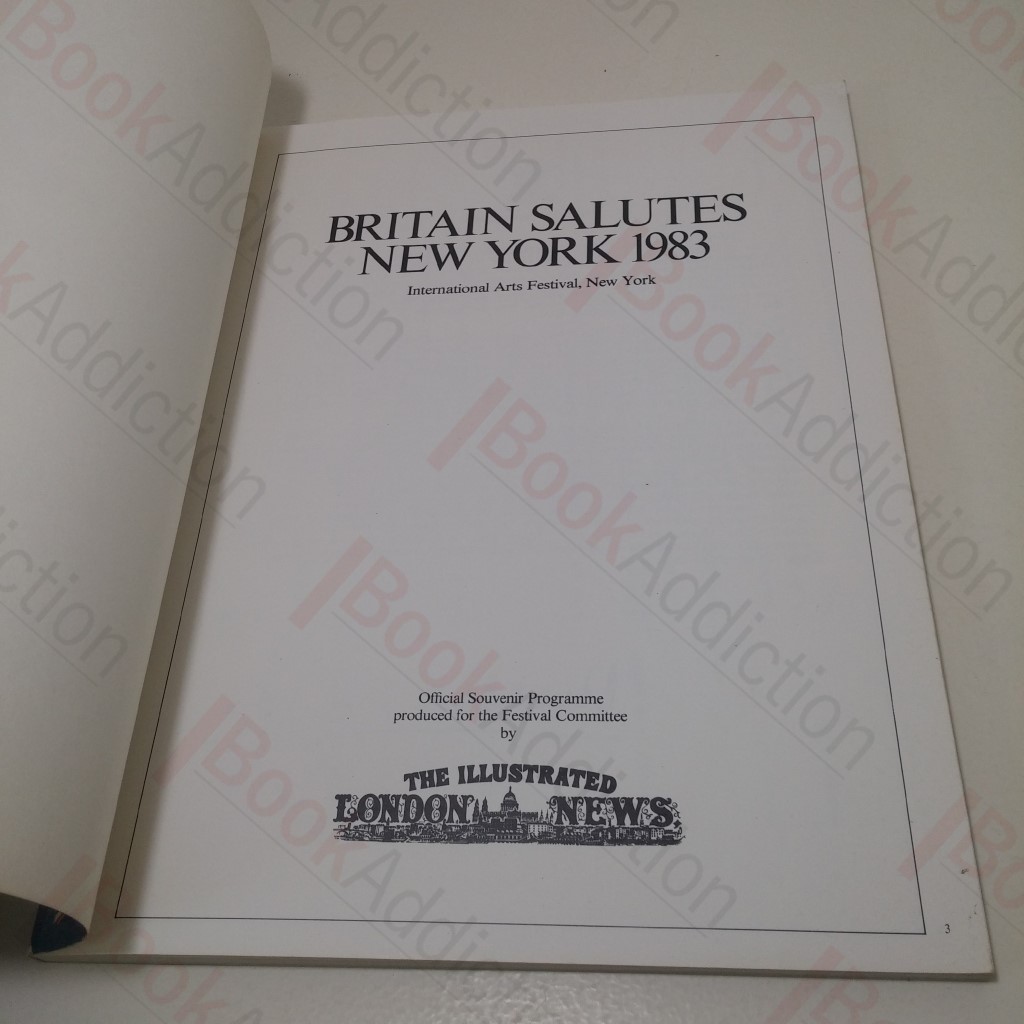 BRITAIN SALUTES
NEW YORK 1983
International Arts Festival, New York
Official Souvenir Programme
produced for the Festival Committee
by
THE ILLUSTRATED
LONDON NEWS.
3
BookAddiction